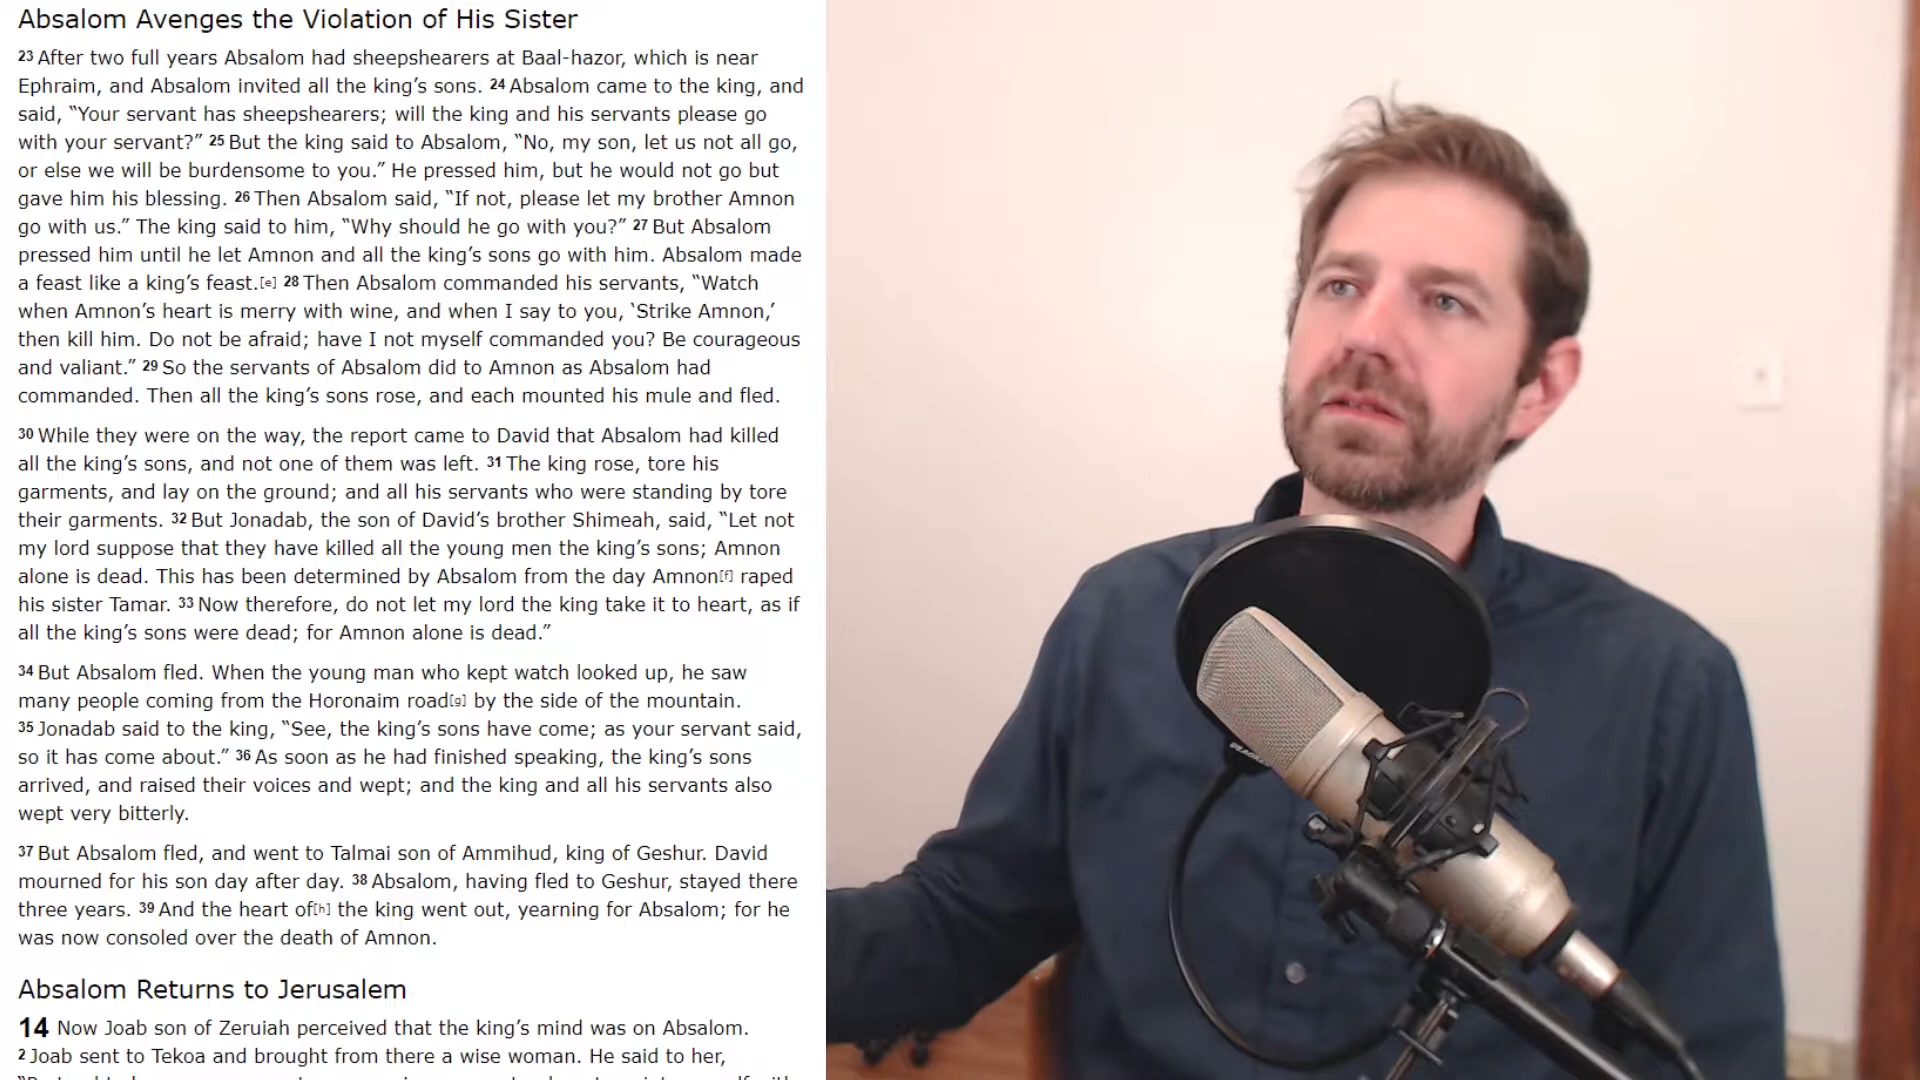 Absalom Avenges the Violation of His Sister
23 After two full years Absalom had sheepshearers at Baal-hazor, which is near
Ephraim, and Absalom invited all the king’s sons. 24 Absalom came to the king, and
said, “Your servant has sheepshearers; will the king and his servants please go
with your servant?” 25 But the king said to Absalom, “No, my son, let us not all go,
or else we will be burdensome to you.” He pressed him, but he would not go but
gave him his blessing. 26 Then Absalom said, “If not, please let my brother Amnon
go with us.” The king said to him, “Why should he go with you?” 27 But Absalom
pressed him until he let Amnon and all the king’s sons go with him. Absalom made
a feast like a king’s feast.[e] 28 Then Absalom commanded his servants, “Watch
when Amnon’s heart is merry with wine, and when I say to you, ‘Strike Amnon,’
then kill him. Do not be afraid; have I not myself commanded you? Be courageous
and valiant.” 29 So the servants of Absalom did to Amnon as Absalom had
commanded. Then all the king’s sons rose, and each mounted his mule and fled.
30 While they were on the way, the report came to David that Absalom had killed
all the king’s sons, and not one of them was left. 31 The king rose, tore his
garments, and lay on the ground; and all his servants who were standing by tore
their garments. 32 But Jonadab, the son of David’s brother Shimeah, said, “Let not
my lord suppose that they have killed all the young men the king’s sons; Amnon
alone is dead. This has been determined by Absalom from the day Amnon[f] raped
his sister Tamar. 33 Now therefore, do not let my lord the king take it to heart, as if
all the king’s sons were dead; for Amnon alone is dead.”
34 But Absalom fled. When the young man who kept watch looked up, he saw
many people coming from the Horonaim road[g] by the side of the mountain.
35 Jonadab said to the king, “See, the king’s sons have come; as your servant said,
so it has come about.” 36 As soon as he had finished speaking, the king’s sons
arrived, and raised their voices and wept; and the king and all his servants also
wept very bitterly.
37 But Absalom fled, and went to Talmai son of Ammihud, king of Geshur. David
mourned for his son day after day. 38 Absalom, having fled to Geshur, stayed there
three years. 39 And the heart of[h] the king went out, yearning for Absalom; for he
was now consoled over the death of Amnon.
Absalom Returns to Jerusalem
14 Now Joab son of Zeruiah perceived that the king’s mind was on Absalom.
2 Joab sent to Tekoa and brought from there a wise woman. He said to her,